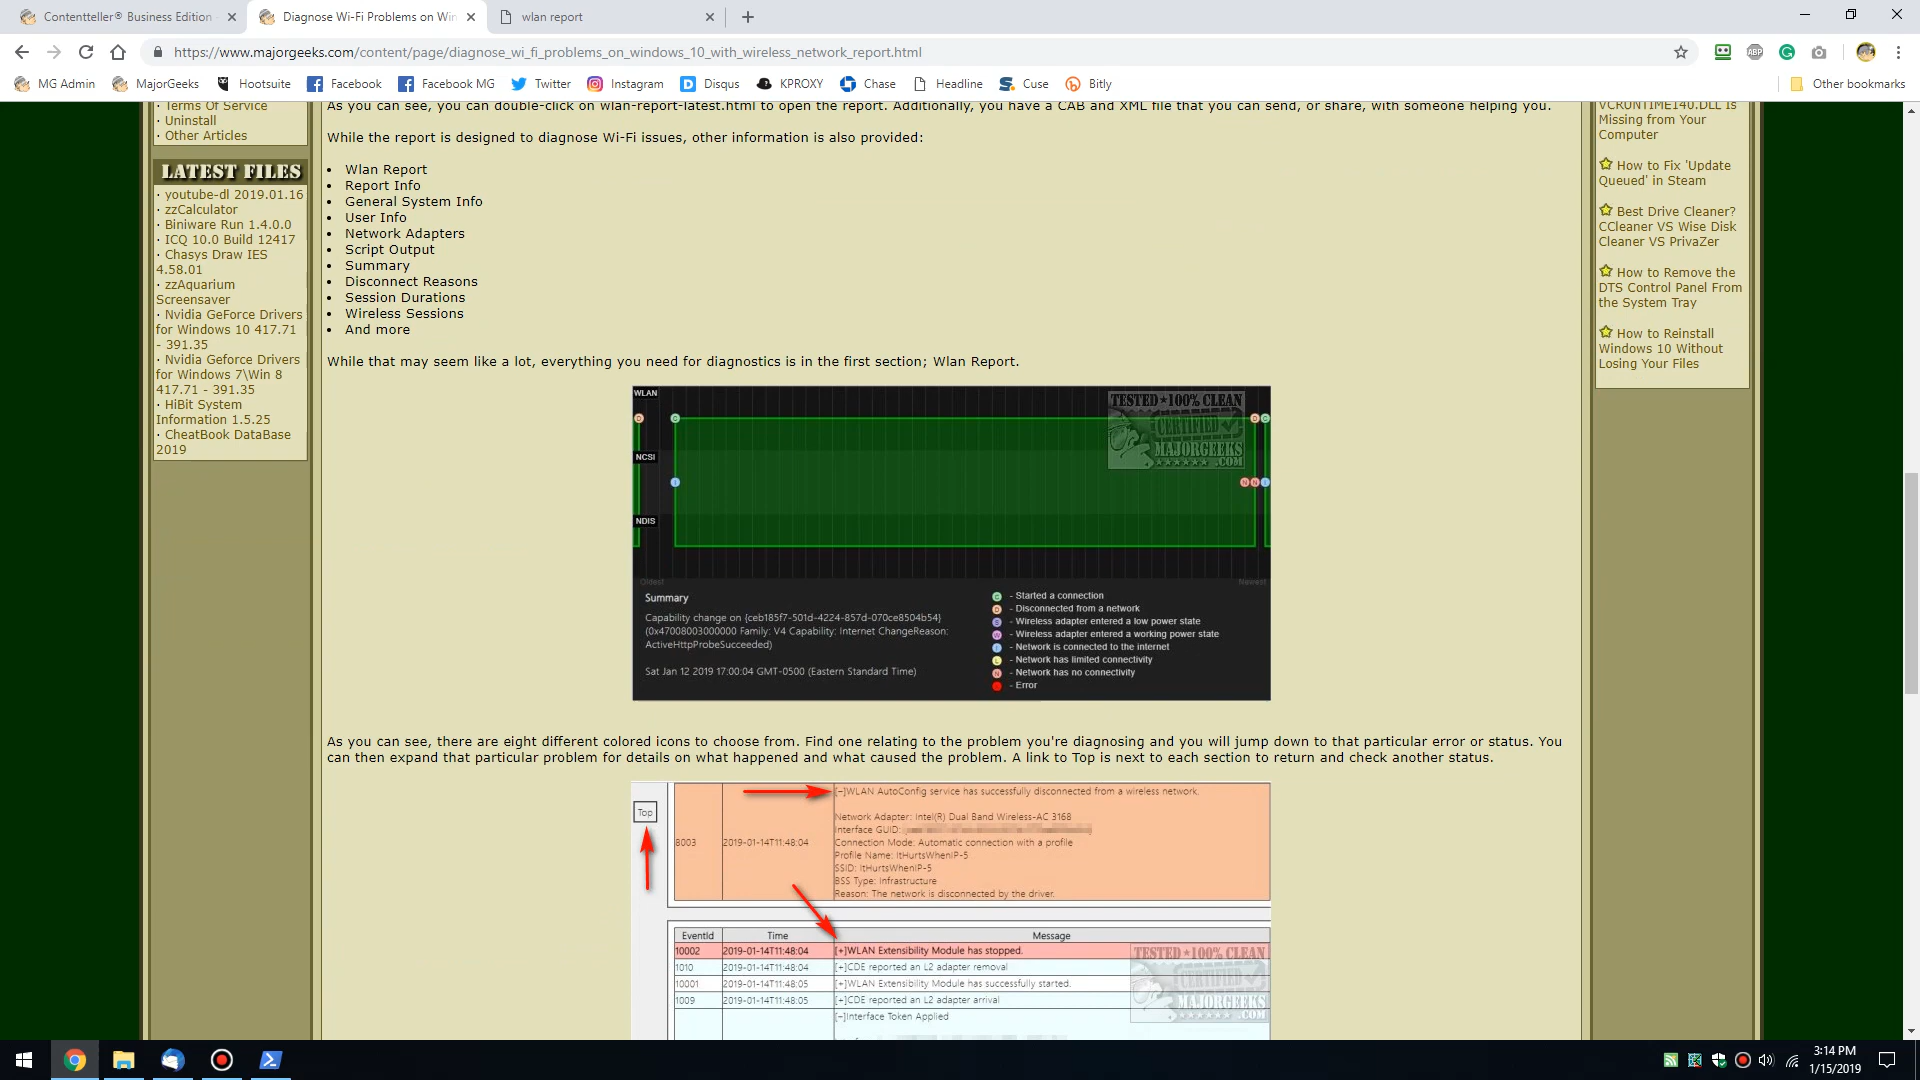 Contentteller® Business Edition
Diagnose Wi-Fi Problems on Win
wlan report
https://www.majorgeeks.com/content/page/diagnose_wi_fi_problems_on_windows_10_with_wireless_network_report.html
ABP
MG Admin
MajorGeeks
Hootsuite
Facebook
Facebook MG
Twitter
Instagram
Disqus
KPROXY
Chase
Headline
Cuse
Bitly
Other bookmarks
· Terms Of Service
· Uninstall
· Other Articles
LATEST FILES
· youtube-dl 2019.01.16
· zzCalculator
· Biniware Run 1.4.0.0
· ICQ 10.0 Build 12417
· Chasys Draw IES
4.58.01
· zzAquarium
Screensaver
· Nvidia GeForce Drivers
for Windows 10 417.71
- 391.35
· Nvidia Geforce Drivers
for Windows 7\Win 8
417.71 - 391.35
· HiBit System
Information 1.5.25
· CheatBook DataBase
2019
As you can see, you can double-click on wlan-report-latest.html to open the report. Additionally, you have a CAB and XML file that you can send, or share, with someone helping you.
While the report is designed to diagnose Wi-Fi issues, other information is also provided:
• Wlan Report
• Report Info
• General System Info
• User Info
• Network Adapters
• Script Output
• Summary
• Disconnect Reasons
• Session Durations
• Wireless Sessions
• And more
While that may seem like a lot, everything you need for diagnostics is in the first section; Wlan Report.
WLAN
TESTED★100% CLEAN
CERTIFIED
MAJORGEEKS
.COM
D
C
D
C
NCSI
I
N
N
I
NDIS
Oldest
Newest
Summary
Capability change on {ceb185f7-501d-4224-857d-070ce8504b54}
(0x47008003000000 Family: V4 Capability: Internet ChangeReason:
ActiveHttpProbeSucceeded)
Sat Jan 12 2019 17:00:04 GMT-0500 (Eastern Standard Time)
C - Started a connection
D - Disconnected from a network
S - Wireless adapter entered a low power state
W - Wireless adapter entered a working power state
I - Network is connected to the internet
L - Network has limited connectivity
N - Network has no connectivity
- Error
As you can see, there are eight different colored icons to choose from. Find one relating to the problem you're diagnosing and you will jump down to that particular error or status. You
can then expand that particular problem for details on what happened and what caused the problem. A link to Top is next to each section to return and check another status.
Top
8003
2019-01-14T11:48:04
[−]WLAN AutoConfig service has successfully disconnected from a wireless network.
Network Adapter: Intel(R) Dual Band Wireless-AC 3168
Interface GUID:
Connection Mode: Automatic connection with a profile
Profile Name: ItHurtsWhenIP-5
SSID: ItHurtsWhenIP-5
BSS Type: Infrastructure
Reason: The network is disconnected by the driver.
EventId Time Message
10002 2019-01-14T11:48:04 [+]WLAN Extensibility Module has stopped.
1010 2019-01-14T11:48:04 [+]CDE reported an L2 adapter removal
10001 2019-01-14T11:48:05 [+]WLAN Extensibility Module has successfully started.
1009 2019-01-14T11:48:05 [+]CDE reported an L2 adapter arrival
[−]Interface Token Applied
TESTED★100% CLEAN
CERTIFIED
MAJORGEEKS
.COM
VCRUNTIME140.DLL Is
Missing from Your
Computer
How to Fix 'Update
Queued' in Steam
Best Drive Cleaner?
CCleaner VS Wise Disk
Cleaner VS PrivaZer
How to Remove the
DTS Control Panel From
the System Tray
How to Reinstall
Windows 10 Without
Losing Your Files
3:14 PM
1/15/2019